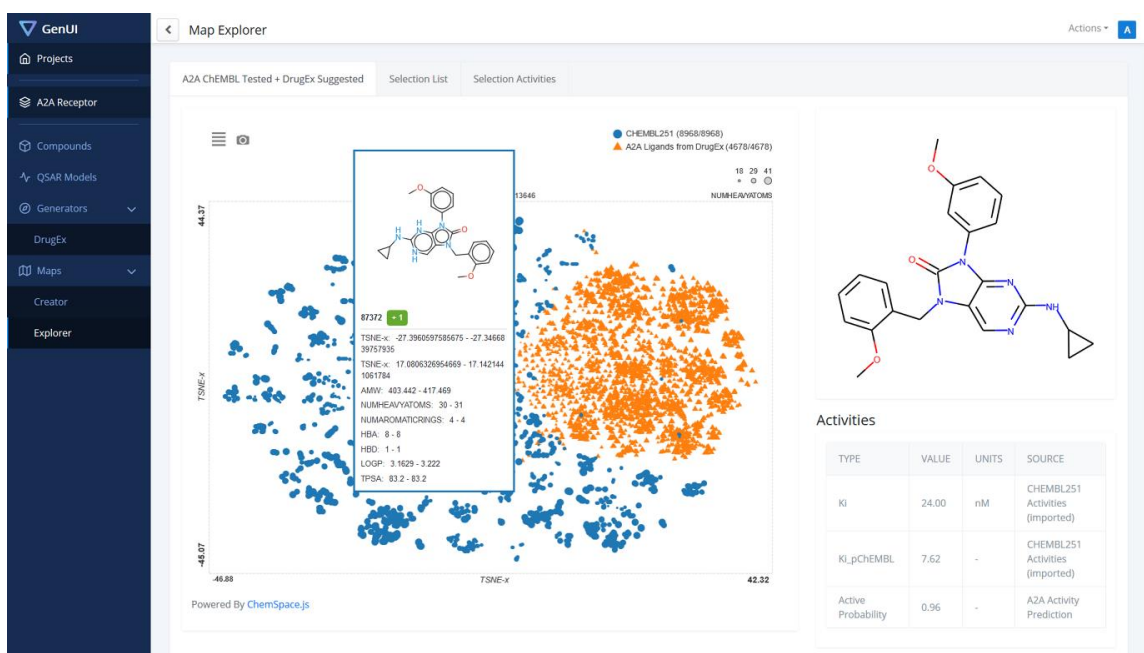 GenUI
Map Explorer
Actions
A
Projects
A2A Receptor
Compounds
QSAR Models
Generators
DrugEx
Maps
Creator
Explorer
A2A ChEMBL Tested + DrugEx Suggested
Selection List
Selection Activities
CHEMBL251 (8968/8968)
A2A Ligands from DrugEx (4678/4678)
18 29 41
13646
NUMHEAVYATOMS
44.37
TSNE-x
-45.07
-46.88
TSNE-x
42.32
87372 + 1
TSNE-x: -27.3960597585675 - -27.34668
39757935
TSNE-x: 17.0806326954669 - 17.142144
1061784
AMW: 403.442 - 417.469
NUMHEAVYATOMS: 30 - 31
NUMAROMATICRINGS: 4 - 4
HBA: 8 - 8
HBD: 1 - 1
LOGP: 3.1629 - 3.222
TPSA: 83.2 - 83.2
O
H
N
H
N
N
O
N
H
N
O
Powered By ChemSpace.js
O
O
N
N
N
N
NH
O
Activities
TYPE VALUE UNITS SOURCE
Ki 24.00 nM CHEMBL251
Activities
(imported)
Ki_pChEMBL 7.62 - CHEMBL251
Activities
(imported)
Active
Probability 0.96 - A2A Activity
Prediction